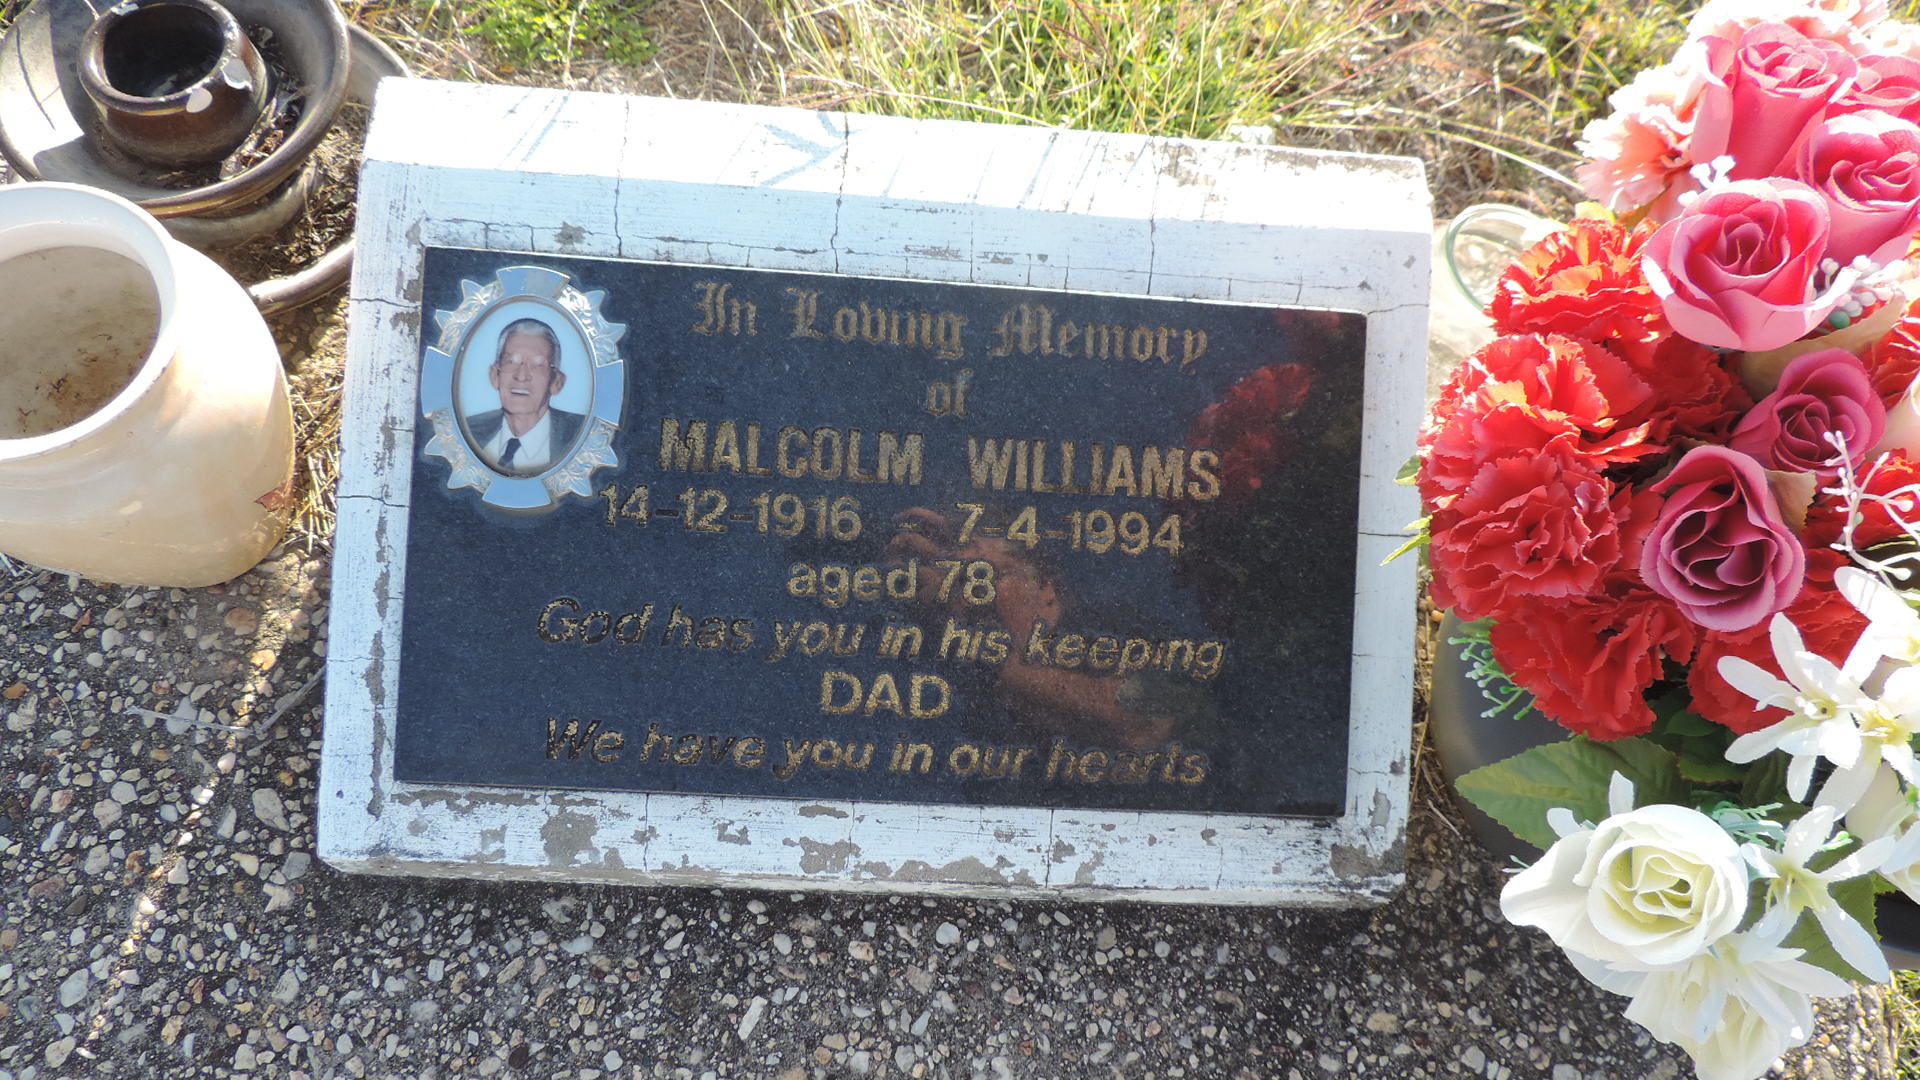 In Loving Memory
of
MALCOLM WILLIAMS
14-12-1916 - 7-4-1994
aged 78
God has you in his keeping
DAD
We have you in our hearts